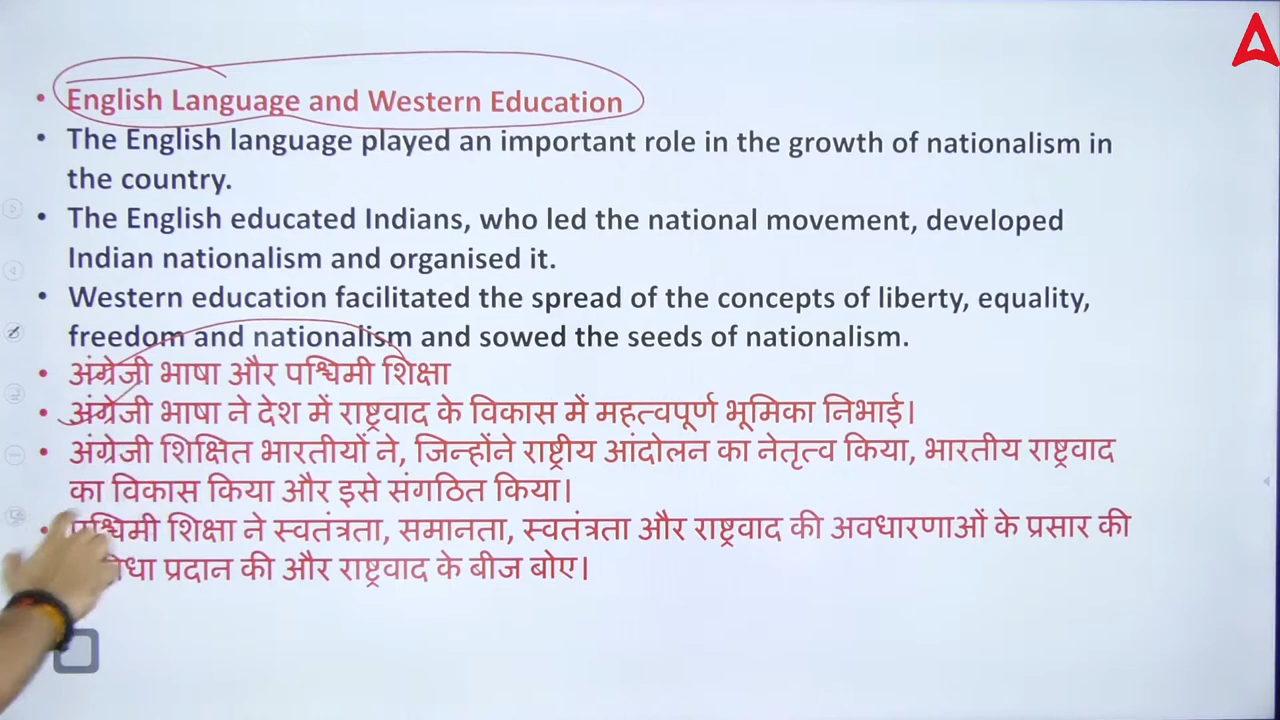 • English Language and Western Education
• The English language played an important role in the growth of nationalism in
the country.
• The English educated Indians, who led the national movement, developed
Indian nationalism and organised it.
• Western education facilitated the spread of the concepts of liberty, equality,
freedom and nationalism and sowed the seeds of nationalism.
• अंग्रेजी भाषा और पश्चिमी शिक्षा
• अंग्रेजी भाषा ने देश में राष्ट्रवाद के विकास में महत्वपूर्ण भूमिका निभाई।
• अंग्रेजी शिक्षित भारतीयों ने, जिन्होंने राष्ट्रीय आंदोलन का नेतृत्व किया, भारतीय राष्ट्रवाद
का विकास किया और इसे संगठित किया।
• पश्चिमी शिक्षा ने स्वतंत्रता, समानता, स्वतंत्रता और राष्ट्रवाद की अवधारणाओं के प्रसार की
प्रदान की और राष्ट्रवाद के बीज बोए।